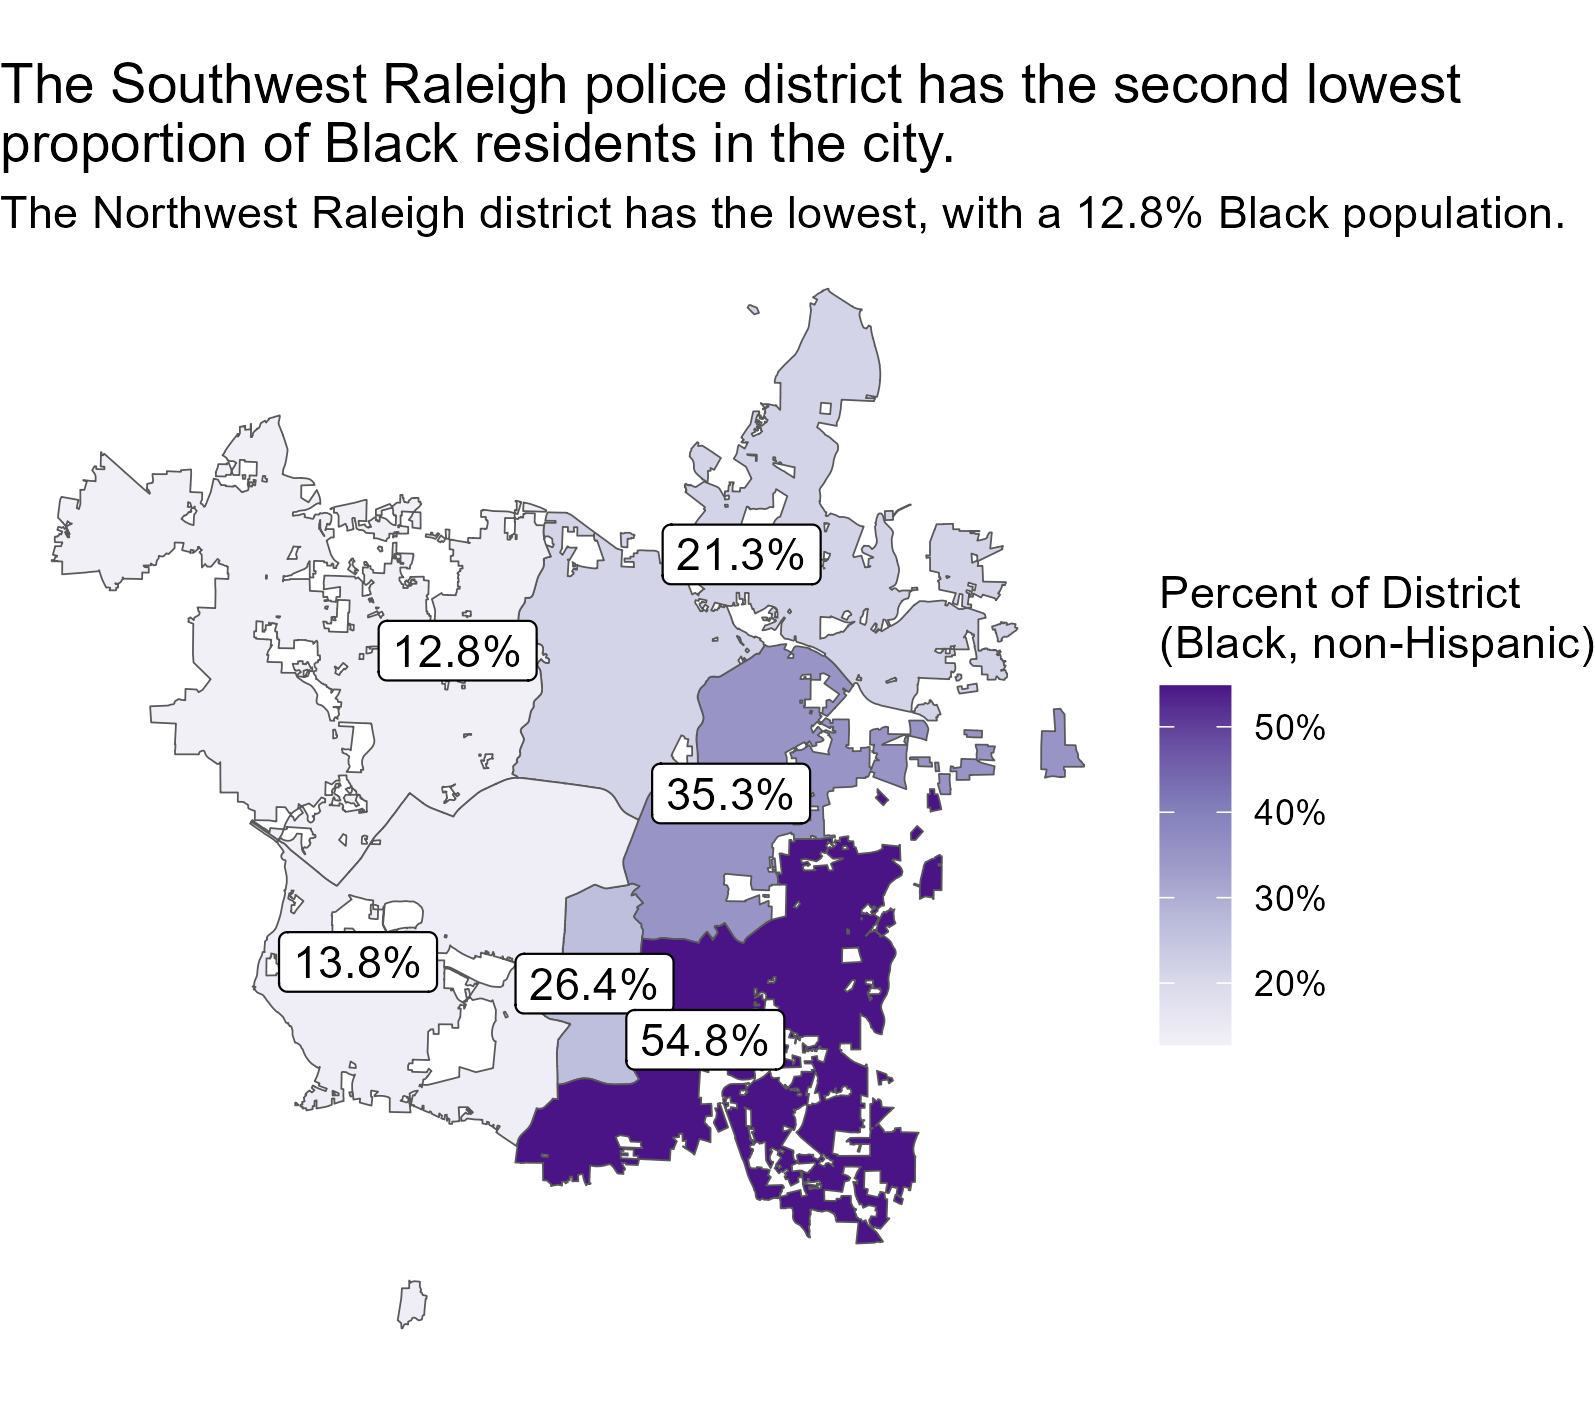 The Southwest Raleigh police district has the second lowest
proportion of Black residents in the city.
The Northwest Raleigh district has the lowest, with a 12.8% Black population.
21.3%
12.8%
35.3%
13.8%
26.4%
54.8%
Percent of District
(Black, non-Hispanic)
50%
40%
30%
20%